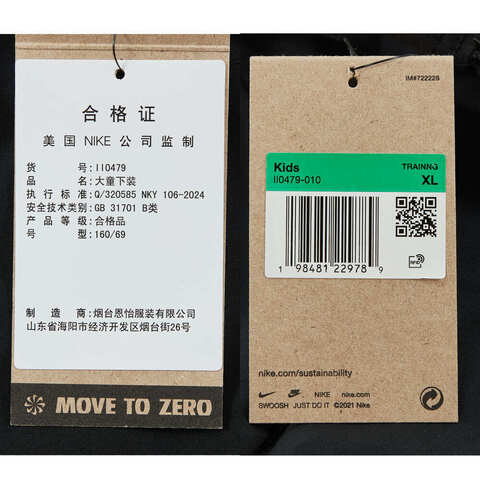 合格证
美国 NIKE 公司监制
货号:II0479
品名:大童下装
执行标准:Q/320585 NKY 106-2024
安全技术类别:GB 31701 B类
产品等级:合格品
号型:160/69
制造商:烟台恩怡服装有限公司
山东省海阳市经济开发区烟台街26号
MOVE TO ZERO
IM#722228
Kids TRAINNG
II0479-010 XL
1 98481 22978 9
RFID
nike.com/sustainability
NIKE nike.com
SWOOSH JUST DO IT ©2021 Nike